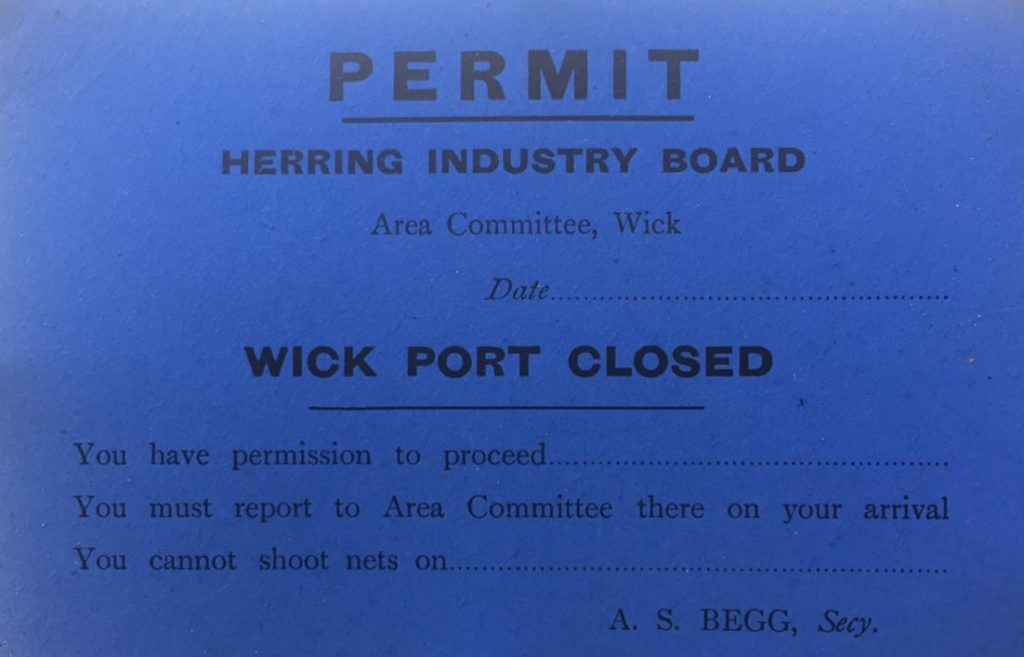 PERMIT
HERRING INDUSTRY BOARD
Area Committee, Wick
Date................................................
WICK PORT CLOSED
You have permission to proceed................................................
You must report to Area Committee there on your arrival
You cannot shoot nets on................................................
A. S. BEGG, Secy.